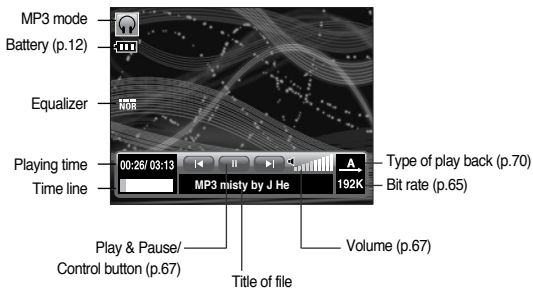 MP3 mode
Battery (p.12)
Equalizer
NOR
Playing time
00:26/ 03:13
Type of play back (p.70)
A
Time line
MP3 misty by J He
192K
Bit rate (p.65)
Play & Pause/
Control button (p.67)
Title of file
Volume (p.67)